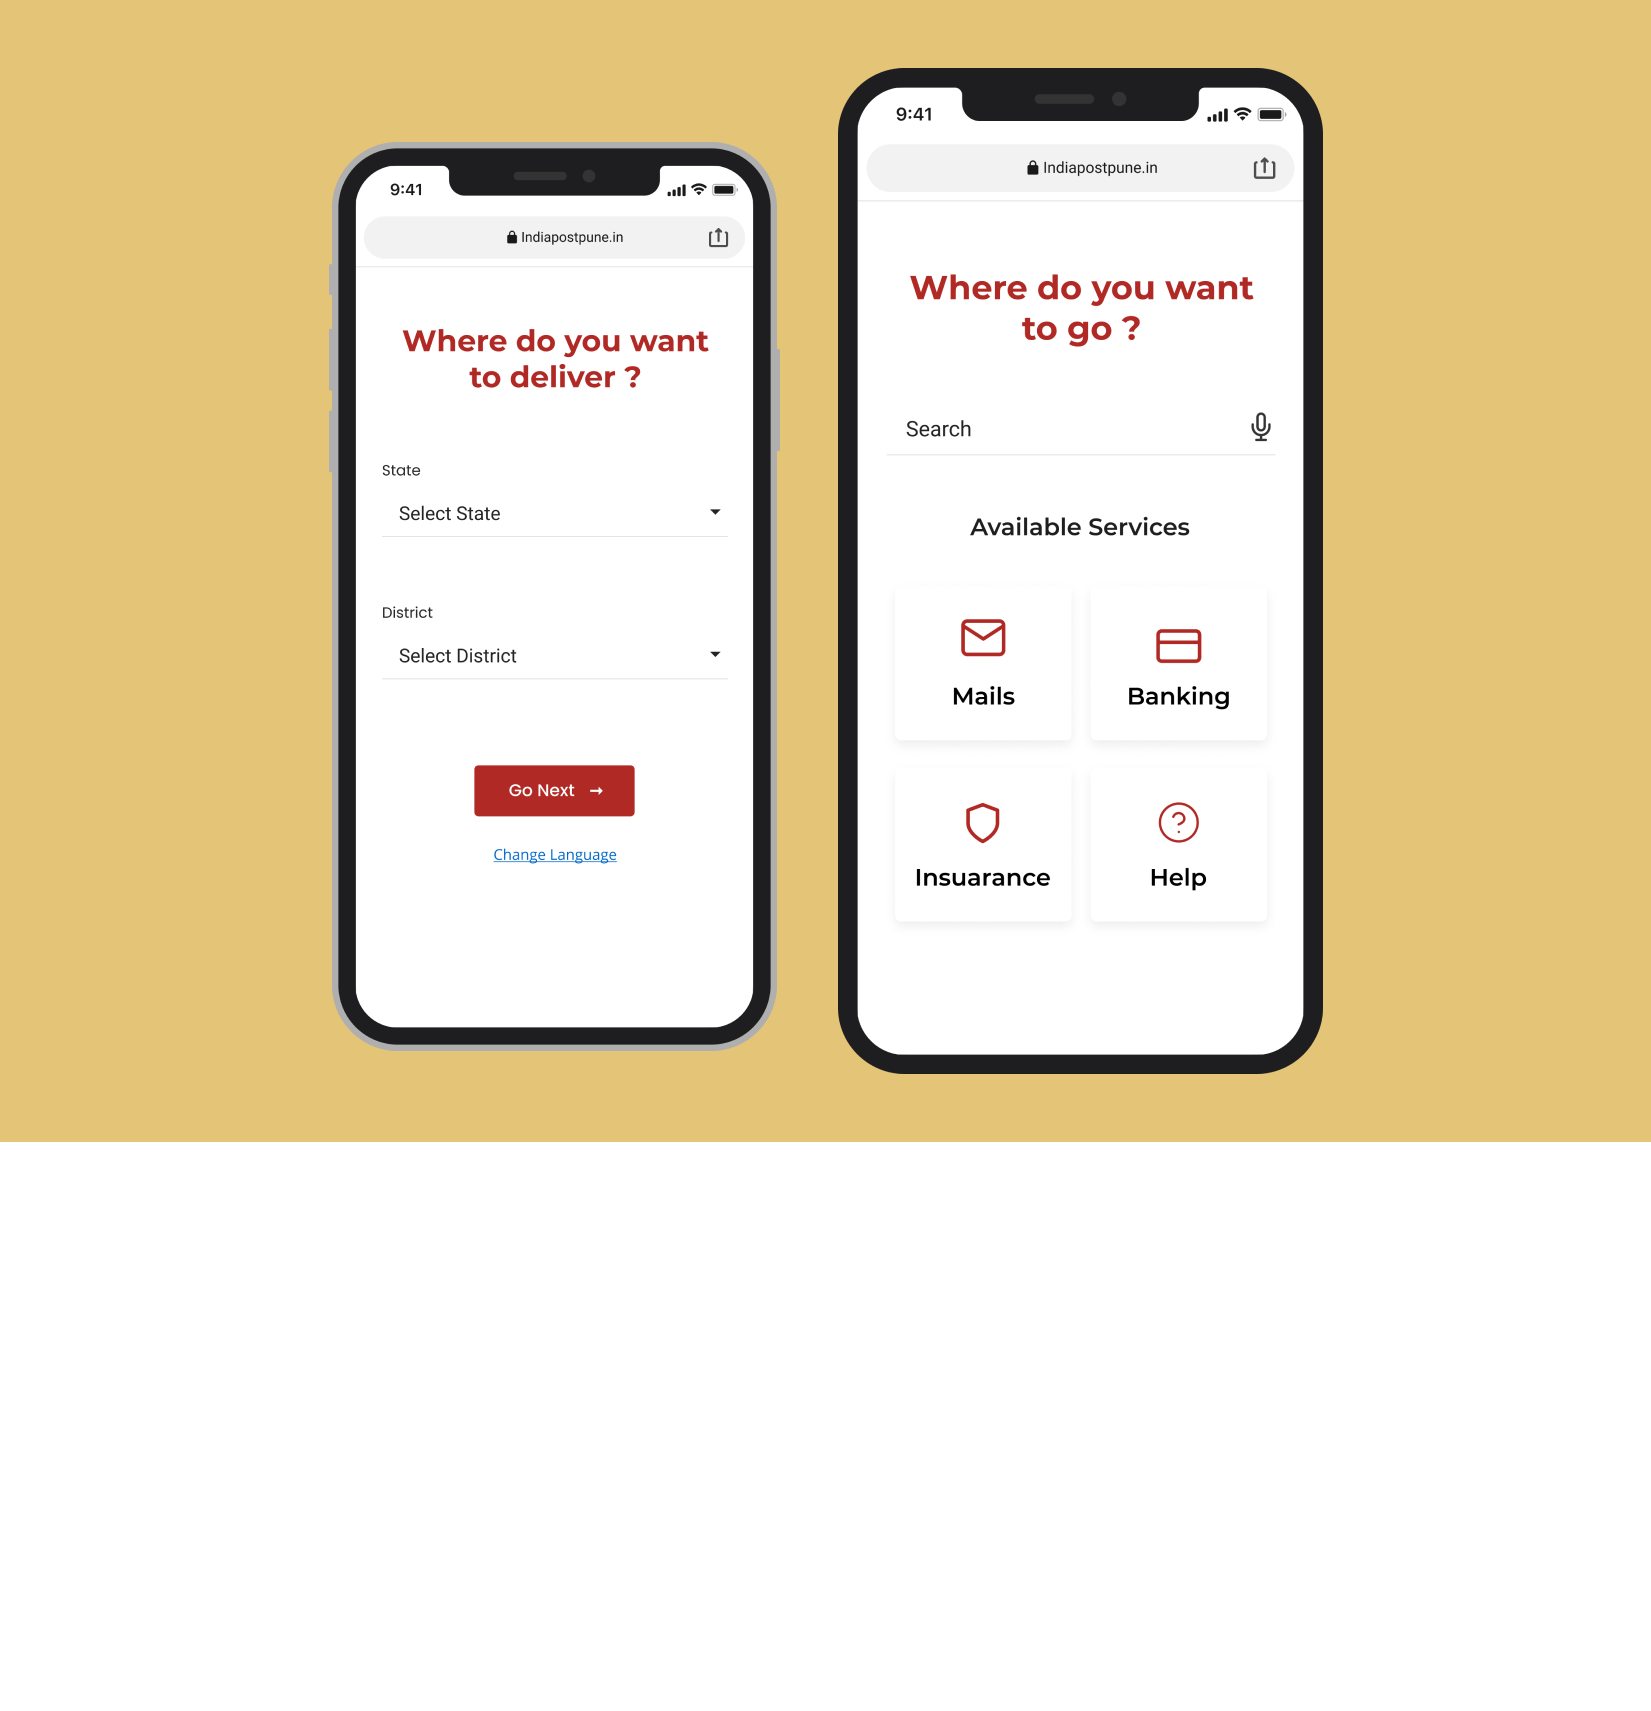 9:41
Indiapostpune.in
Where do you want
to deliver ?
State
Select State
District
Select District
Go Next →
Change Language
9:41
Indiapostpune.in
Where do you want
to go ?
Search
Available Services
Mails
Banking
Insuarance
Help